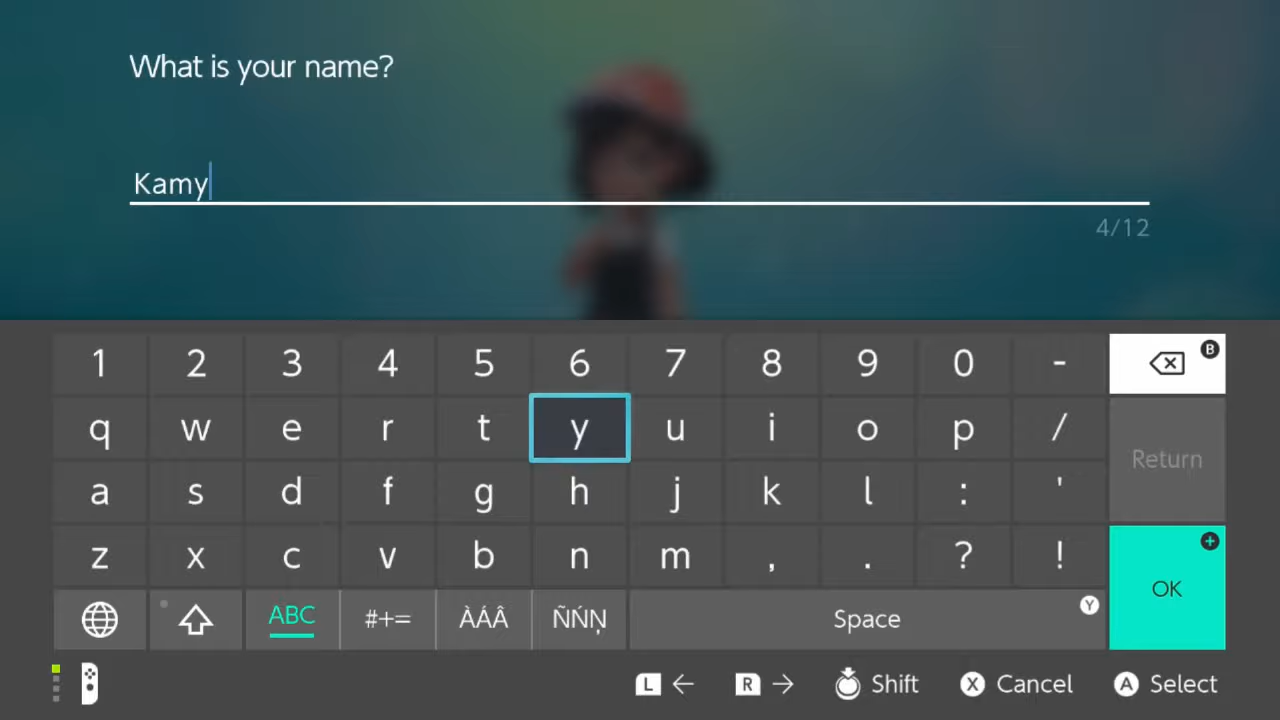 What is your name?
Kamy
4/12
1 2 3 4 5 6 7 8 9 0 - B
q w e r t y u i o p / Return
a s d f g h j k l : '
z x c v b n m , . ? ! + OK
ABC #+= ÀÁÂ ÑŃŅ Space Y
L ← R → Shift X Cancel A Select